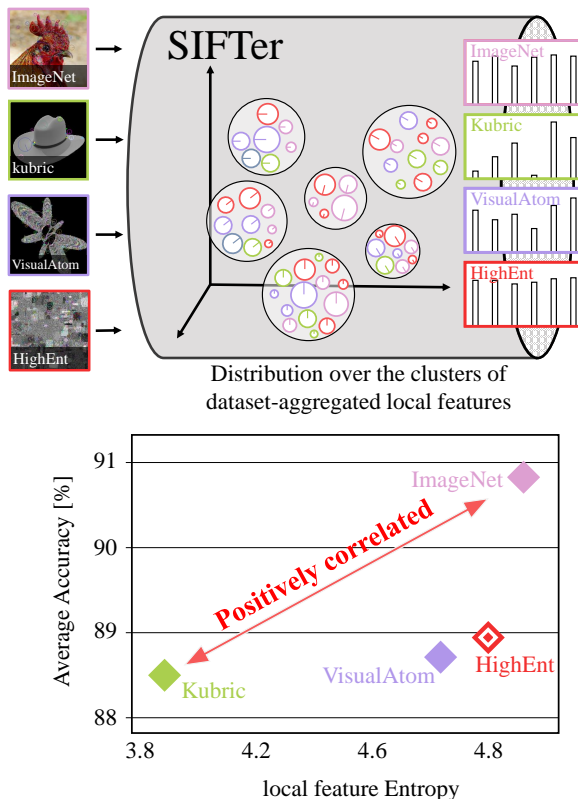 SIFTer
ImageNet
kubric
VisualAtom
HighEnt
ImageNet
Kubric
VisualAtom
HighEnt
Distribution over the clusters of
dataset-aggregated local features
Average Accuracy [%]
91
90
89
88
ImageNet
Positively correlated
HighEnt
VisualAtom
Kubric
3.8
4.2
4.6
4.8
local feature Entropy